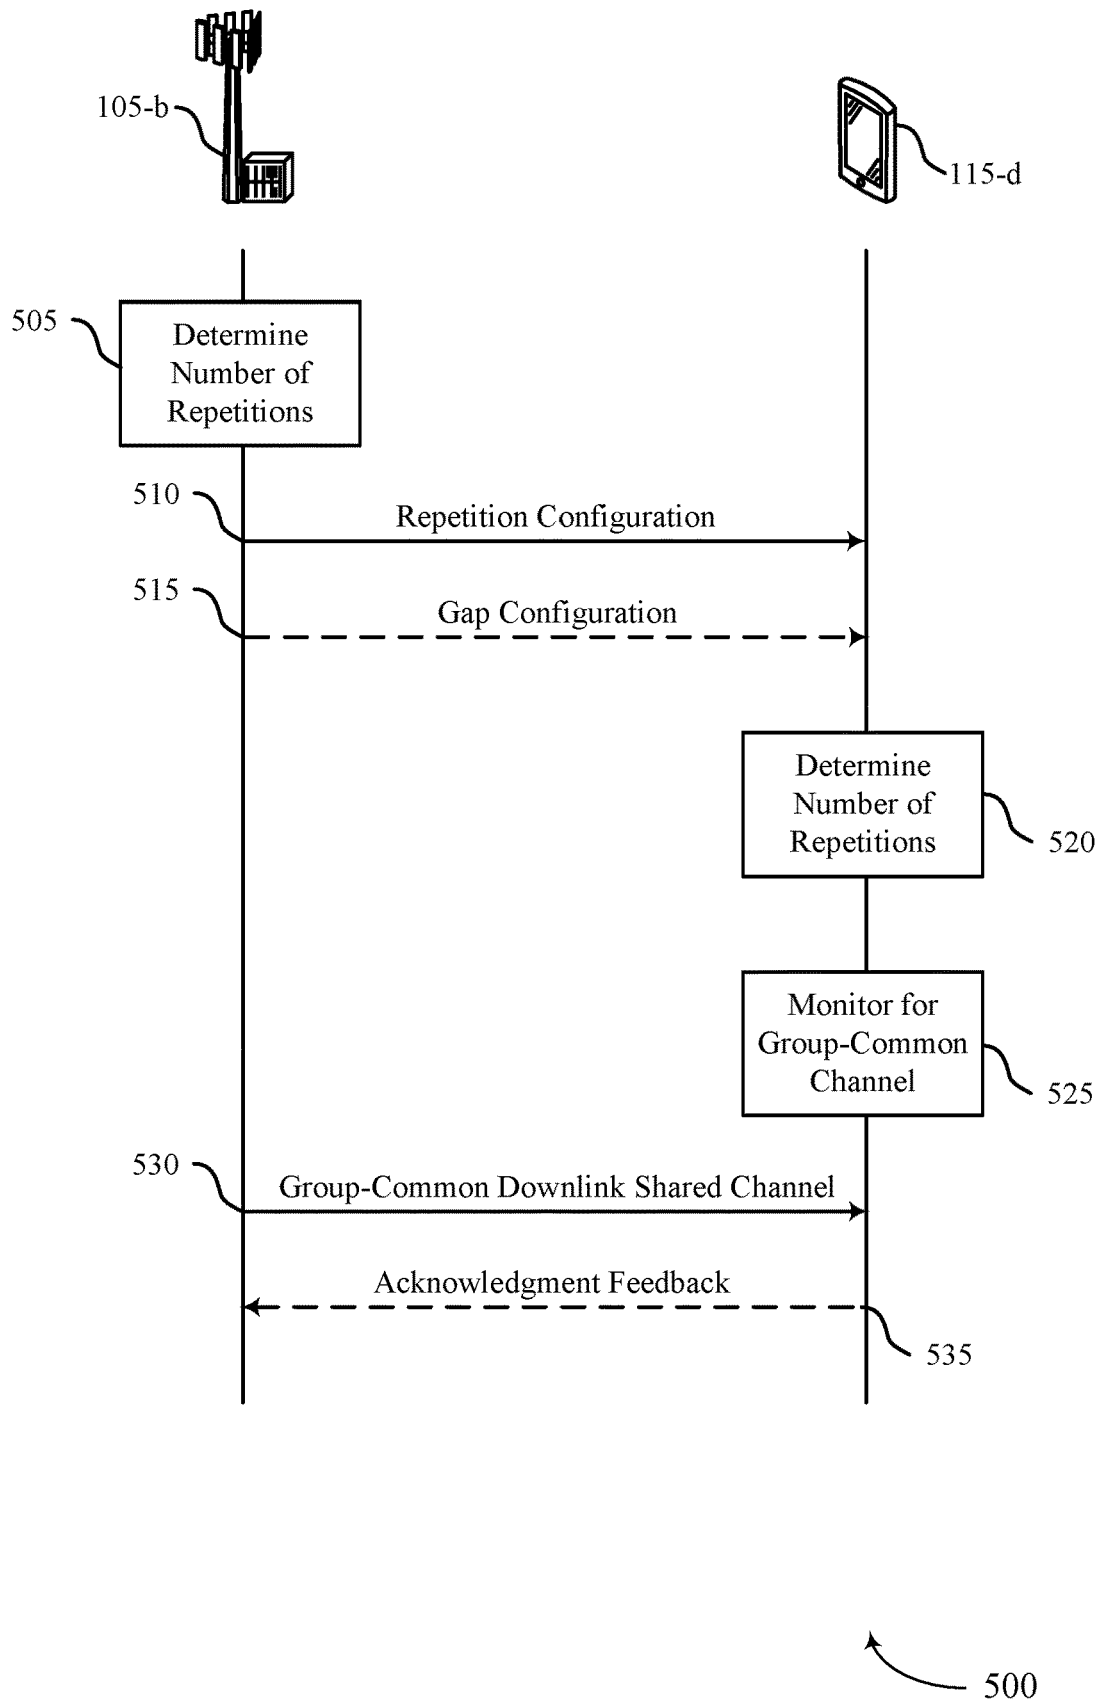 105-b
115-d
505
Determine
Number of
Repetitions
510
Repetition Configuration
515
Gap Configuration
Determine
Number of
Repetitions
520
Monitor for
Group-Common
Channel
525
530
Group-Common Downlink Shared Channel
Acknowledgment Feedback
535
500